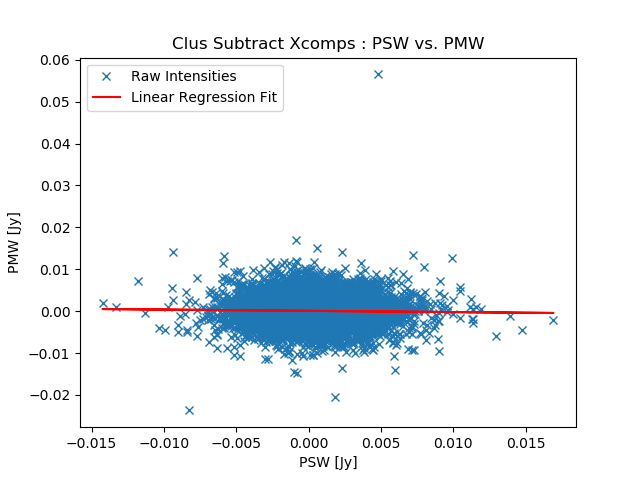 Clus Subtract Xcomps : PSW vs. PMW
Raw Intensities
Linear Regression Fit
0.06
0.05
0.04
0.03
0.02
0.01
0.00
−0.01
−0.02
PMW [Jy]
−0.015 −0.010 −0.005 0.000 0.005 0.010 0.015
PSW [Jy]